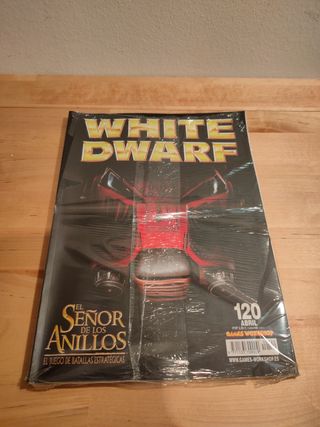 WHITE
DWARF
EL
SEÑOR
DE LOS
ANILLOS
EL JUEGO DE BATALLAS ESTRATÉGICAS
120
ABRIL
GAMES WORKSHOP
WWW.GAMES-WORKSHOP.ES